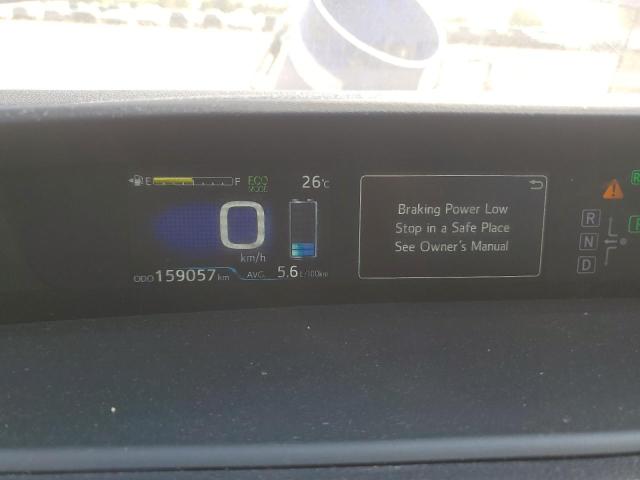 E F ECO
MODE
26°C
0
km/h
ODO 159057 km AVG. 5.6 L/100km
Braking Power Low
Stop in a Safe Place
See Owner's Manual
R
N
D